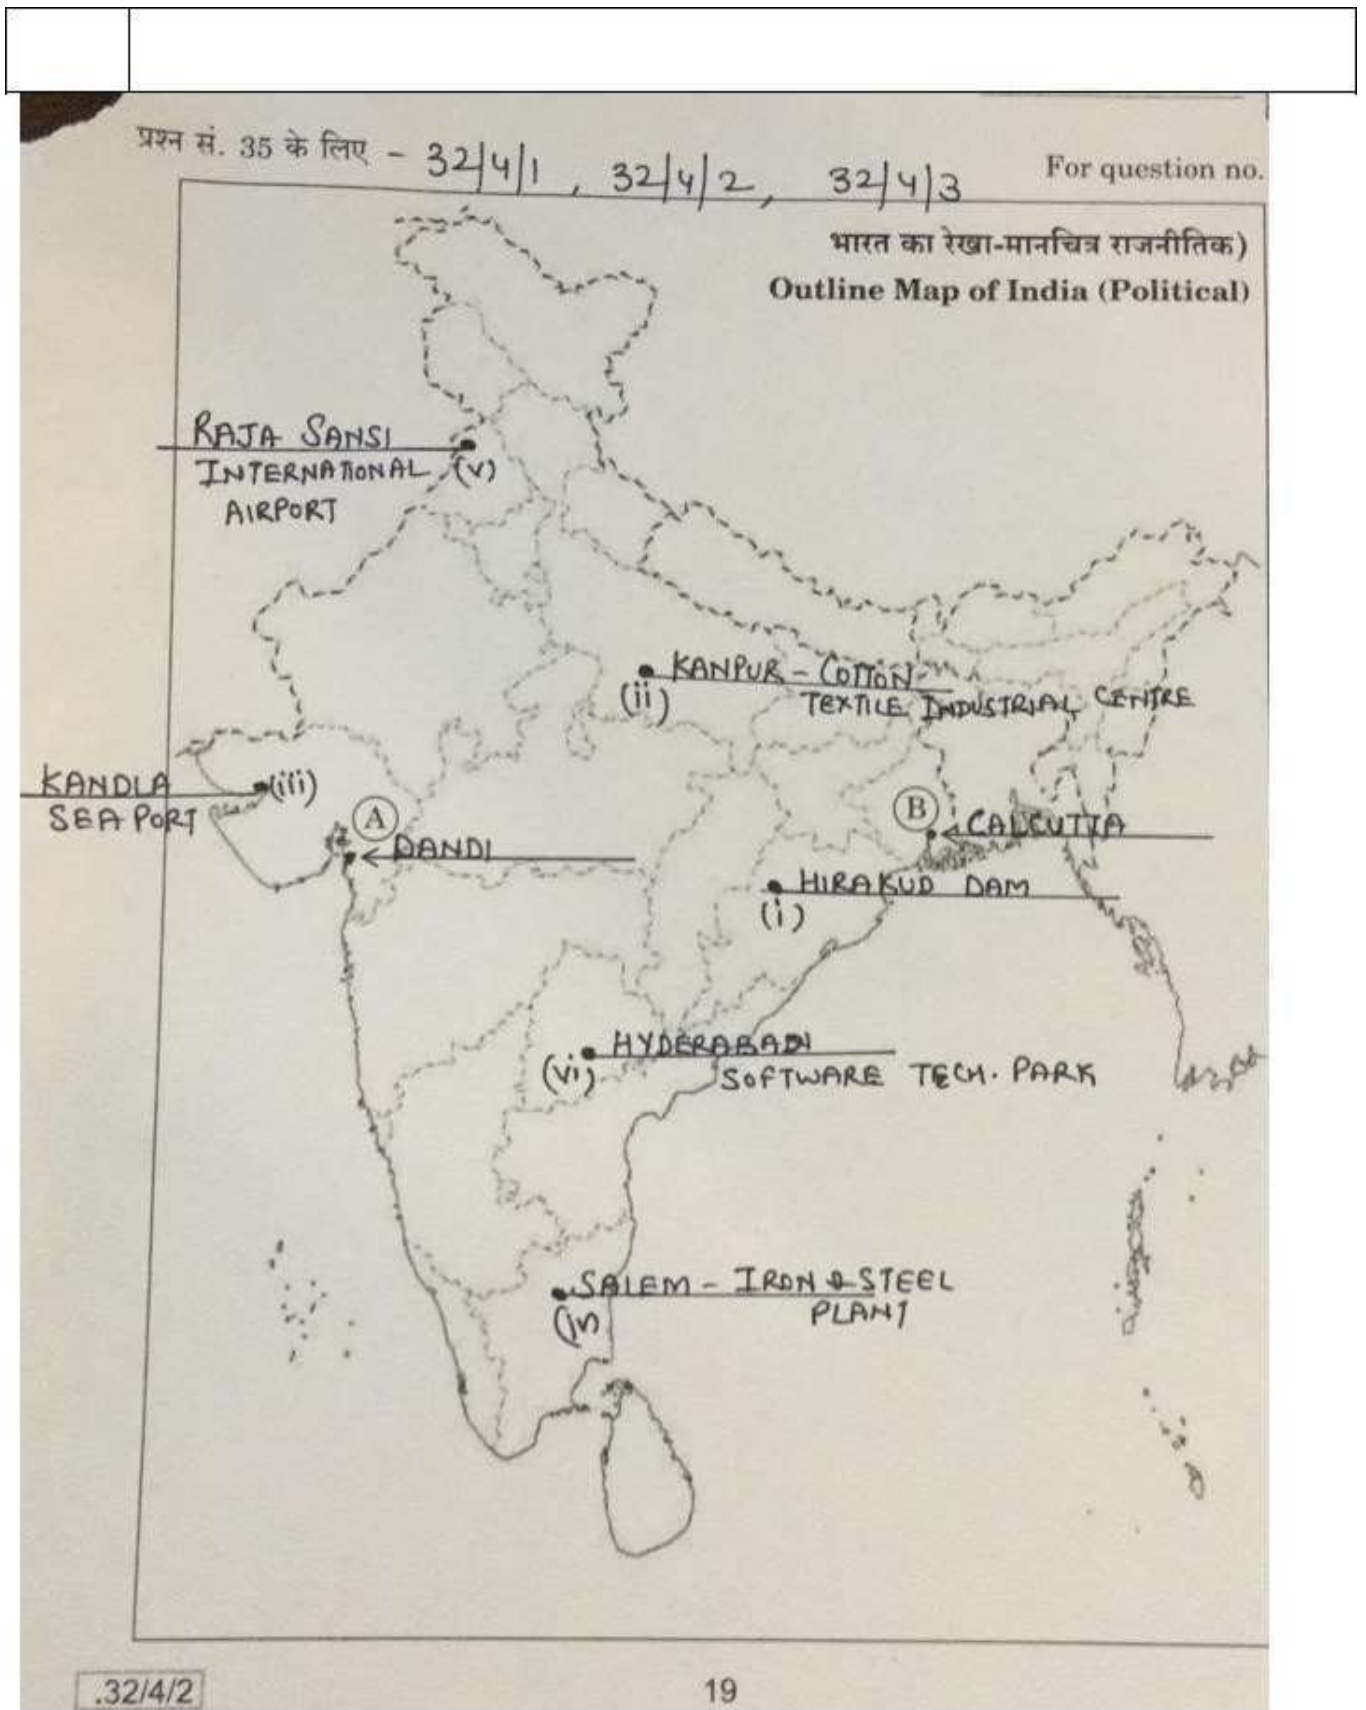 प्रश्न सं. 35 के लिए - 32/4/1, 32/4/2, 32/4/3 For question no.
भारत का रेखा-मानचित्र राजनीतिक)
Outline Map of India (Political)
RAJA SANSI
INTERNATIONAL (v)
AIRPORT
KANPUR - COTTON
(ii) TEXTILE INDUSTRIAL CENTRE
KANDLA (iii)
SEA PORT
A
DANDI
B
CALCUTTA
HIRAKUD DAM
(i)
HYDERABAD
(vi) SOFTWARE TECH. PARK
SALEM - IRON & STEEL
(iv) PLANT
.32/4/2 19